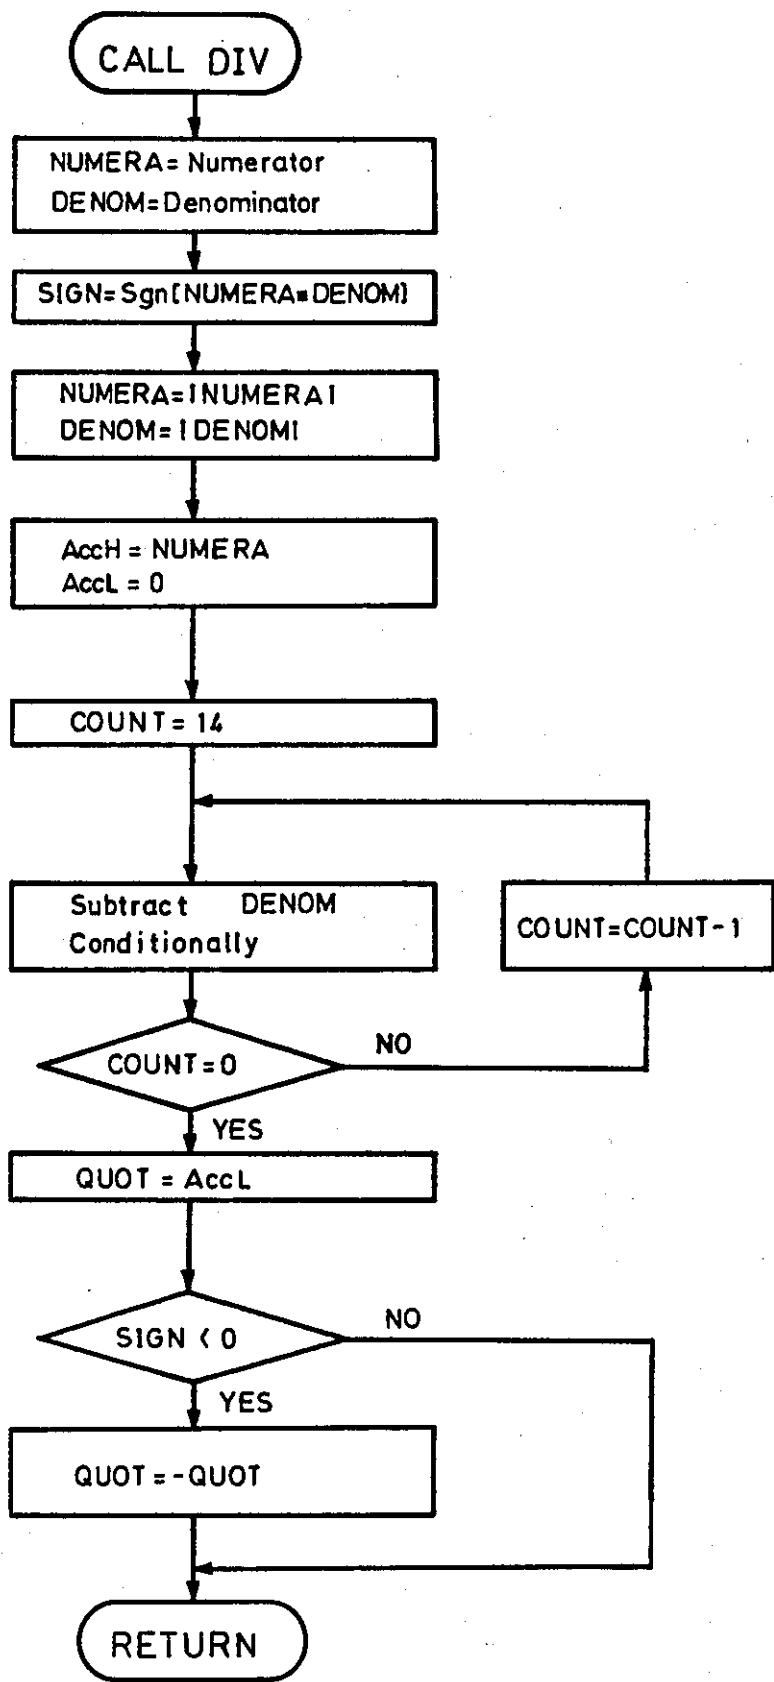 CALL DIV
NUMERA=Numerator
DENOM=Denominator
SIGN=Sgn[NUMERA*DENOM]
NUMERA=|NUMERA|
DENOM=|DENOM|
AccH = NUMERA
AccL = 0
COUNT = 14
Subtract DENOM
Conditionally
COUNT=COUNT-1
COUNT=0
NO
YES
QUOT = AccL
SIGN < 0
NO
YES
QUOT = -QUOT
RETURN